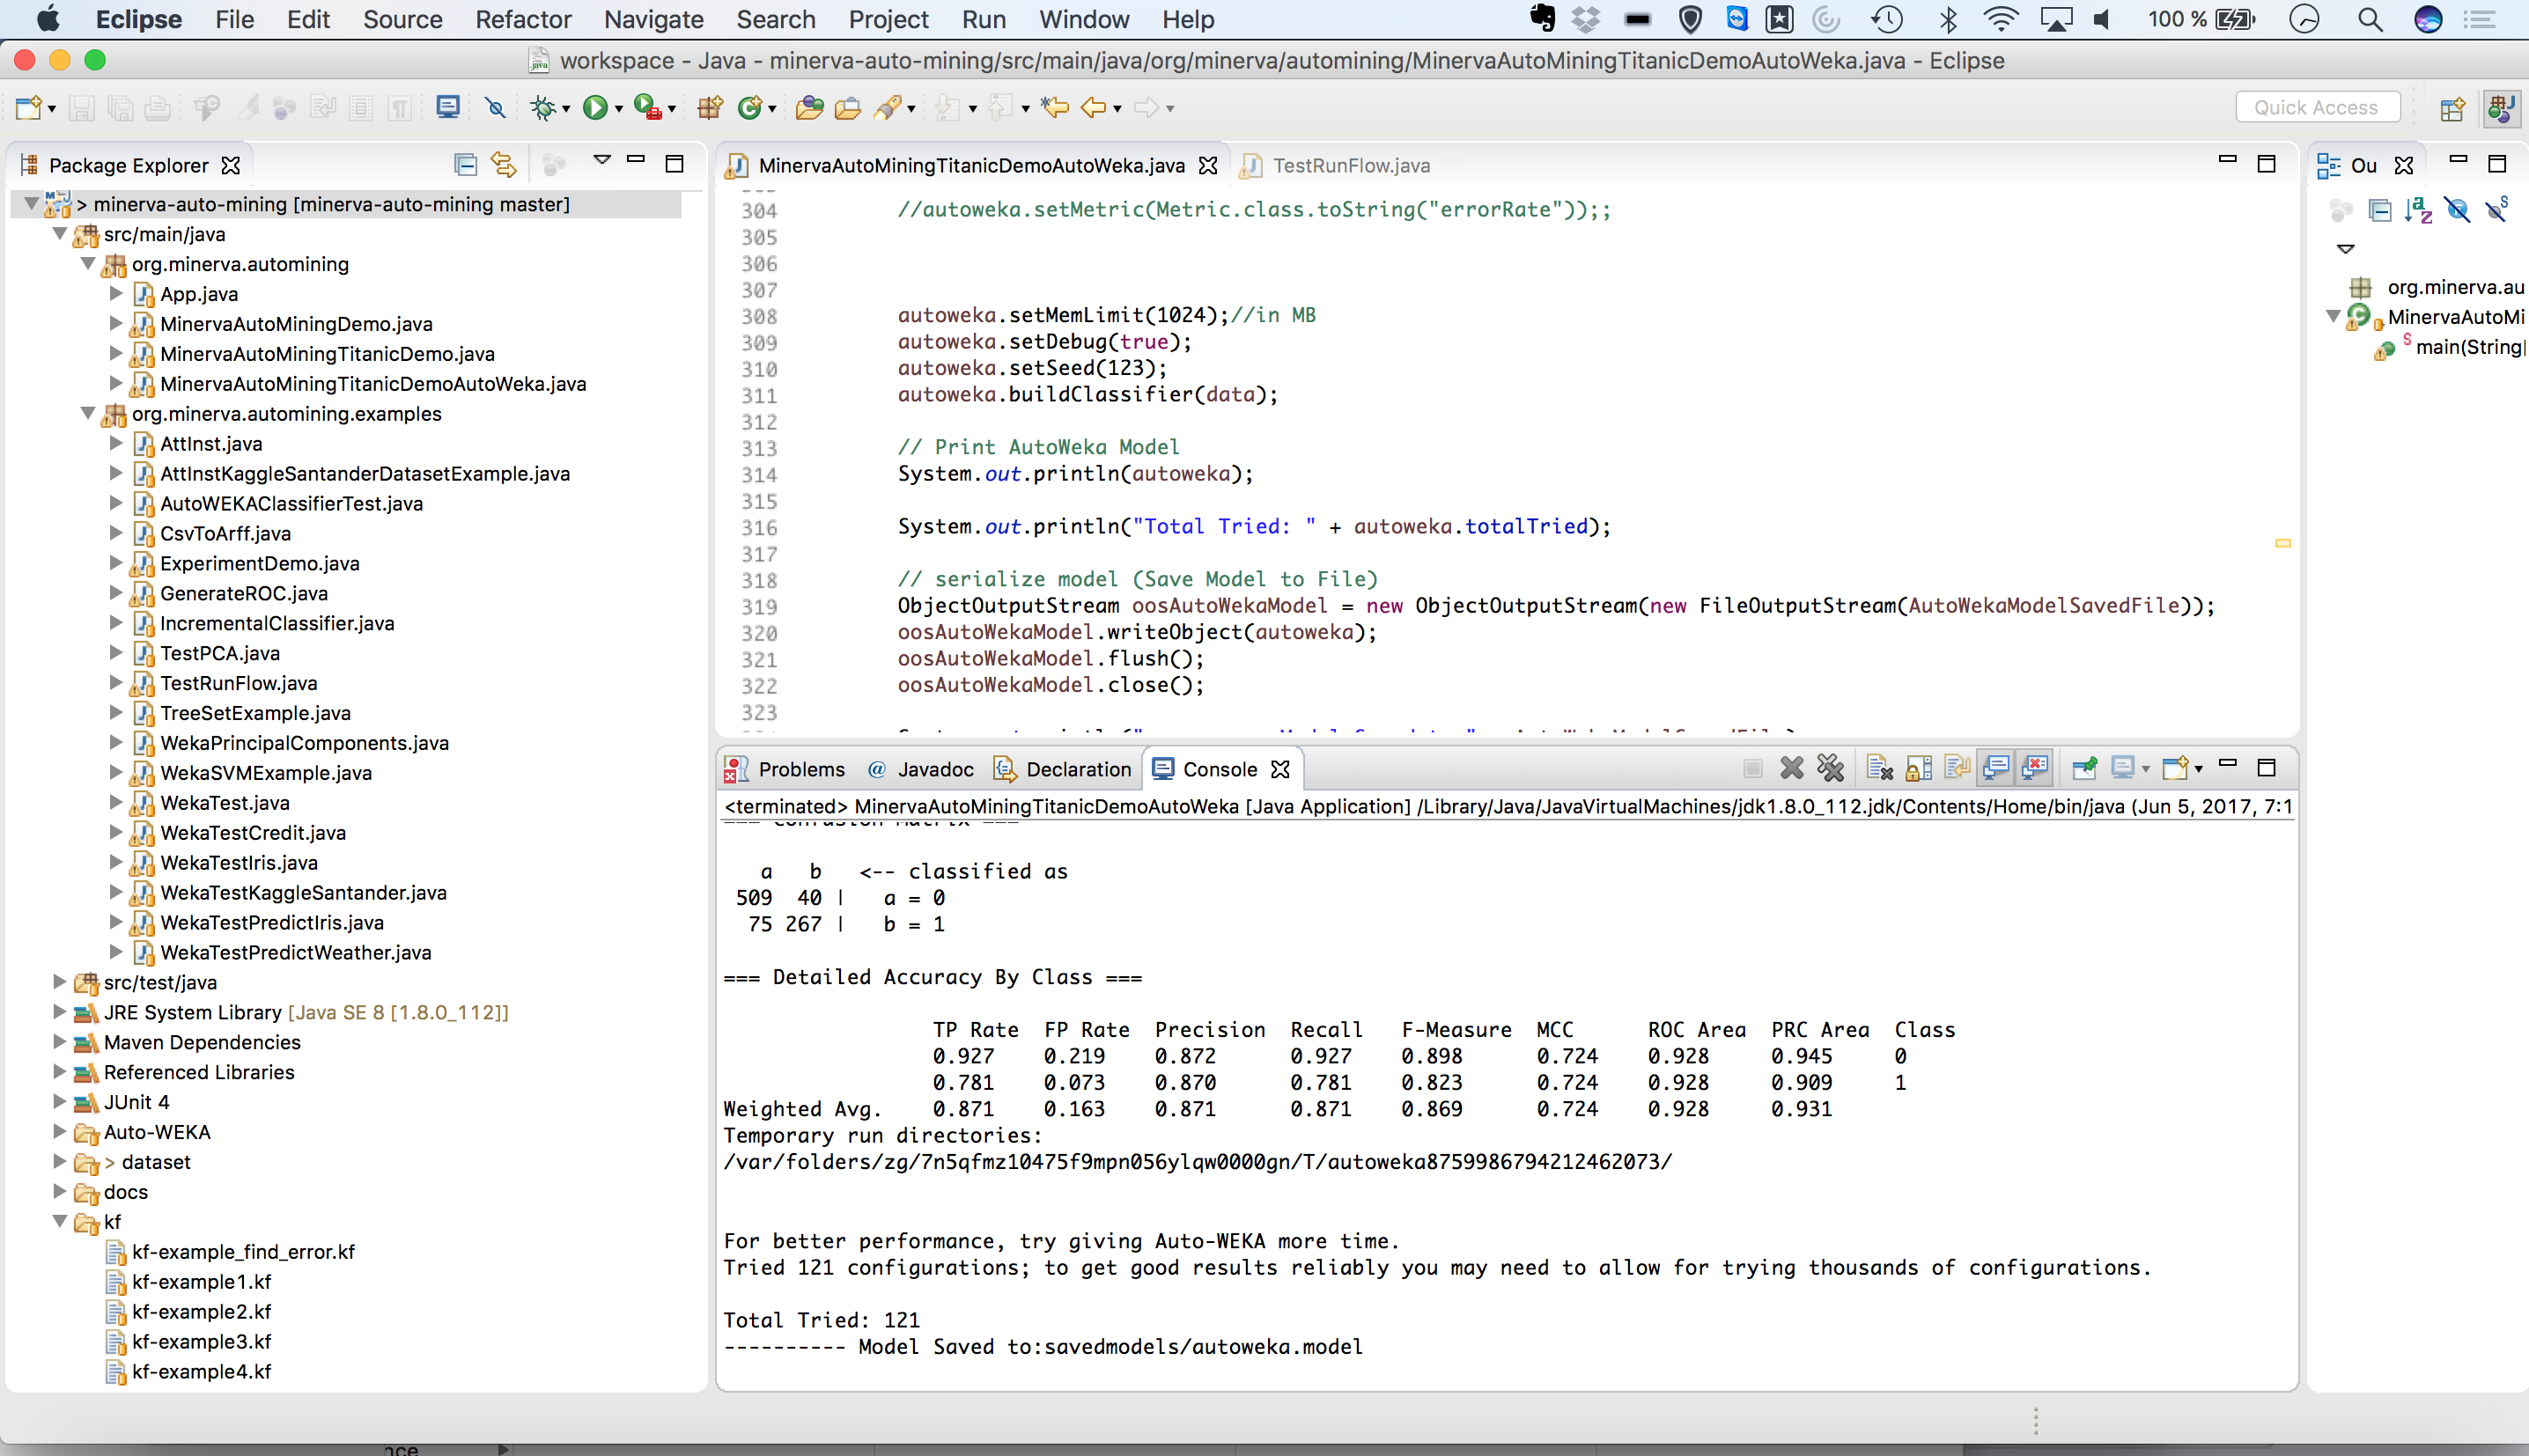 Eclipse File Edit Source Refactor Navigate Search Project Run Window Help 100 %
workspace - Java - minerva-auto-mining/src/main/java/org/minerva/automining/MinervaAutoMiningTitanicDemoAutoWeka.java - Eclipse
Quick Access
Package Explorer
> minerva-auto-mining [minerva-auto-mining master]
src/main/java
org.minerva.automining
App.java
MinervaAutoMiningDemo.java
MinervaAutoMiningTitanicDemo.java
MinervaAutoMiningTitanicDemoAutoWeka.java
org.minerva.automining.examples
AttInst.java
AttInstKaggleSantanderDatasetExample.java
AutoWEKAClassifierTest.java
CsvToArff.java
ExperimentDemo.java
GenerateROC.java
IncrementalClassifier.java
TestPCA.java
TestRunFlow.java
TreeSetExample.java
WekaPrincipalComponents.java
WekaSVMExample.java
WekaTest.java
WekaTestCredit.java
WekaTestIris.java
WekaTestKaggleSantander.java
WekaTestPredictIris.java
WekaTestPredictWeather.java
src/test/java
JRE System Library [Java SE 8 [1.8.0_112]]
Maven Dependencies
Referenced Libraries
JUnit 4
Auto-WEKA
> dataset
docs
kf
kf-example_find_error.kf
kf-example1.kf
kf-example2.kf
kf-example3.kf
kf-example4.kf
MinervaAutoMiningTitanicDemoAutoWeka.java TestRunFlow.java
304 //autoweka.setMetric(Metric.class.toString("errorRate"));;
305
306
307
308 autoweka.setMemLimit(1024);//in MB
309 autoweka.setDebug(true);
310 autoweka.setSeed(123);
311 autoweka.buildClassifier(data);
312
313 // Print AutoWeka Model
314 System.out.println(autoweka);
315
316 System.out.println("Total Tried: " + autoweka.totalTried);
317
318 // serialize model (Save Model to File)
319 ObjectOutputStream oosAutoWekaModel = new ObjectOutputStream(new FileOutputStream(AutoWekaModelSavedFile));
320 oosAutoWekaModel.writeObject(autoweka);
321 oosAutoWekaModel.flush();
322 oosAutoWekaModel.close();
323
Problems @ Javadoc Declaration Console
<terminated> MinervaAutoMiningTitanicDemoAutoWeka [Java Application] /Library/Java/JavaVirtualMachines/jdk1.8.0_112.jdk/Contents/Home/bin/java (Jun 5, 2017, 7:1
=== Confusion Matrix ===
a b <-- classified as
509 40 | a = 0
75 267 | b = 1
=== Detailed Accuracy By Class ===
TP Rate FP Rate Precision Recall F-Measure MCC ROC Area PRC Area Class
0.927 0.219 0.872 0.927 0.898 0.724 0.928 0.945 0
0.781 0.073 0.870 0.781 0.823 0.724 0.928 0.909 1
Weighted Avg. 0.871 0.163 0.871 0.871 0.869 0.724 0.928 0.931
Temporary run directories:
/var/folders/zg/7n5qfmz10475f9mpn056ylqw0000gn/T/autoweka8759986794212462073/
For better performance, try giving Auto-WEKA more time.
Tried 121 configurations; to get good results reliably you may need to allow for trying thousands of configurations.
Total Tried: 121
---------- Model Saved to:savedmodels/autoweka.model
Ou
org.minerva.au
MinervaAutoMi
main(String[